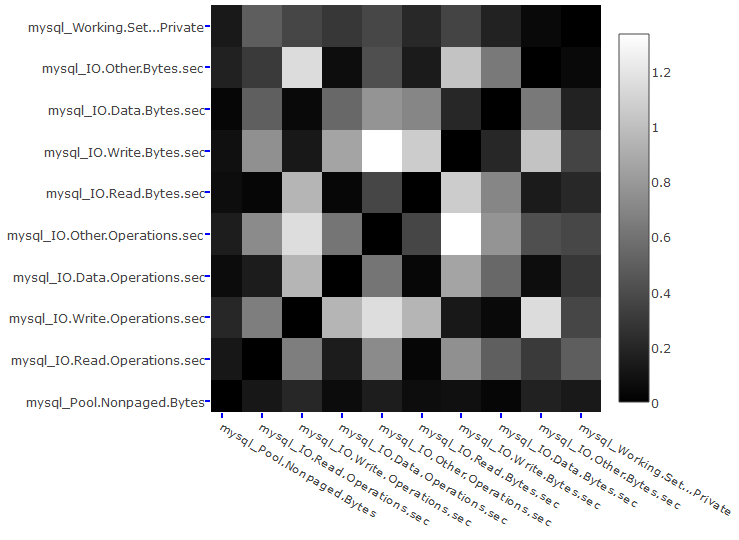 mysql_Working.Set...Private
mysql_IO.Other.Bytes.sec
mysql_IO.Data.Bytes.sec
mysql_IO.Write.Bytes.sec
mysql_IO.Read.Bytes.sec
mysql_IO.Other.Operations.sec
mysql_IO.Data.Operations.sec
mysql_IO.Write.Operations.sec
mysql_IO.Read.Operations.sec
mysql_Pool.Nonpaged.Bytes
mysql_Pool.Nonpaged.Bytes
mysql_IO.Read.Operations.sec
mysql_IO.Write.Operations.sec
mysql_IO.Data.Operations.sec
mysql_IO.Other.Operations.sec
mysql_IO.Read.Bytes.sec
mysql_IO.Write.Bytes.sec
mysql_IO.Data.Bytes.sec
mysql_IO.Other.Bytes.sec
mysql_Working.Set...Private
1.2
1
0.8
0.6
0.4
0.2
0